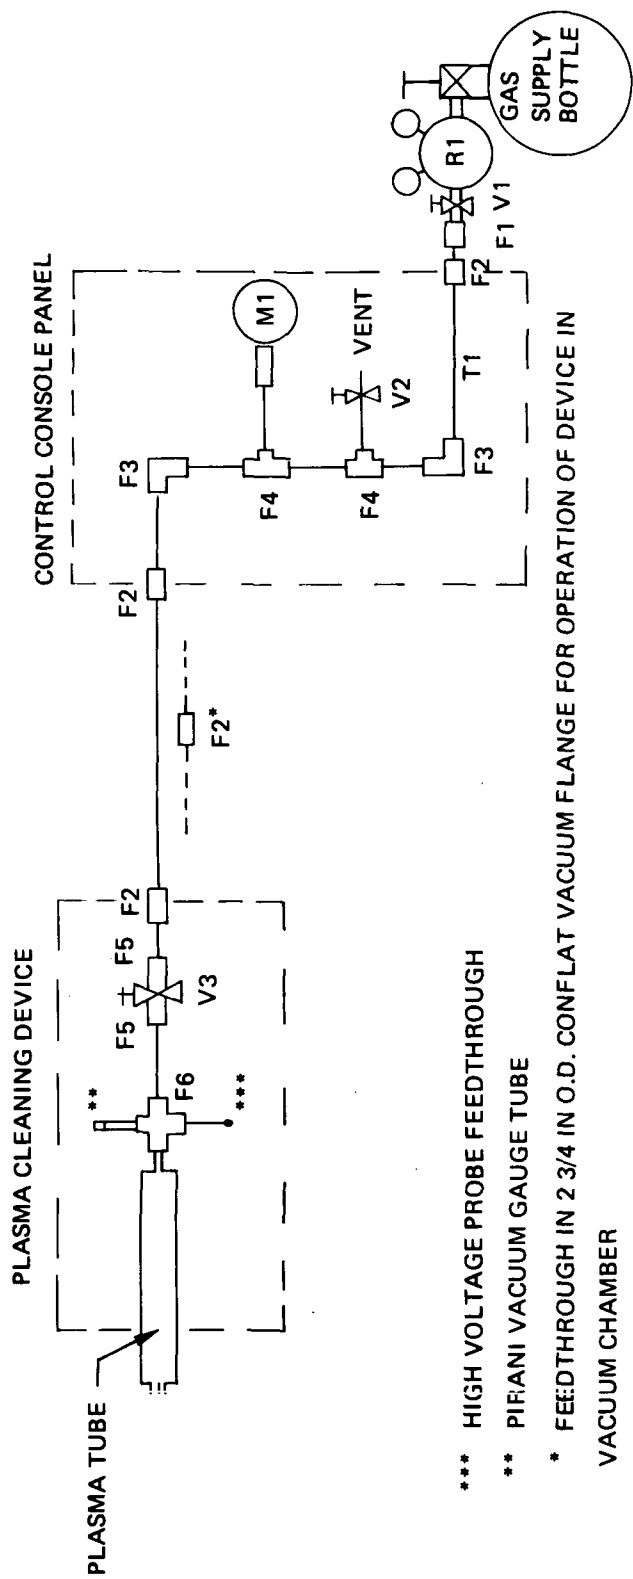 PLASMA CLEANING DEVICE
CONTROL CONSOLE PANEL
PLASMA TUBE
**
F6
***
F5
F5
V3
F2
F2*
F2
F3
F4
M1
F4
V2
VENT
F3
T1
F2
F1
V1
R1
GAS
SUPPLY
BOTTLE
*** HIGH VOLTAGE PROBE FEEDTHROUGH
** PIRANI VACUUM GAUGE TUBE
* FEEDTHROUGH IN 2 3/4 IN O.D. CONFLAT VACUUM FLANGE FOR OPERATION OF DEVICE IN
VACUUM CHAMBER